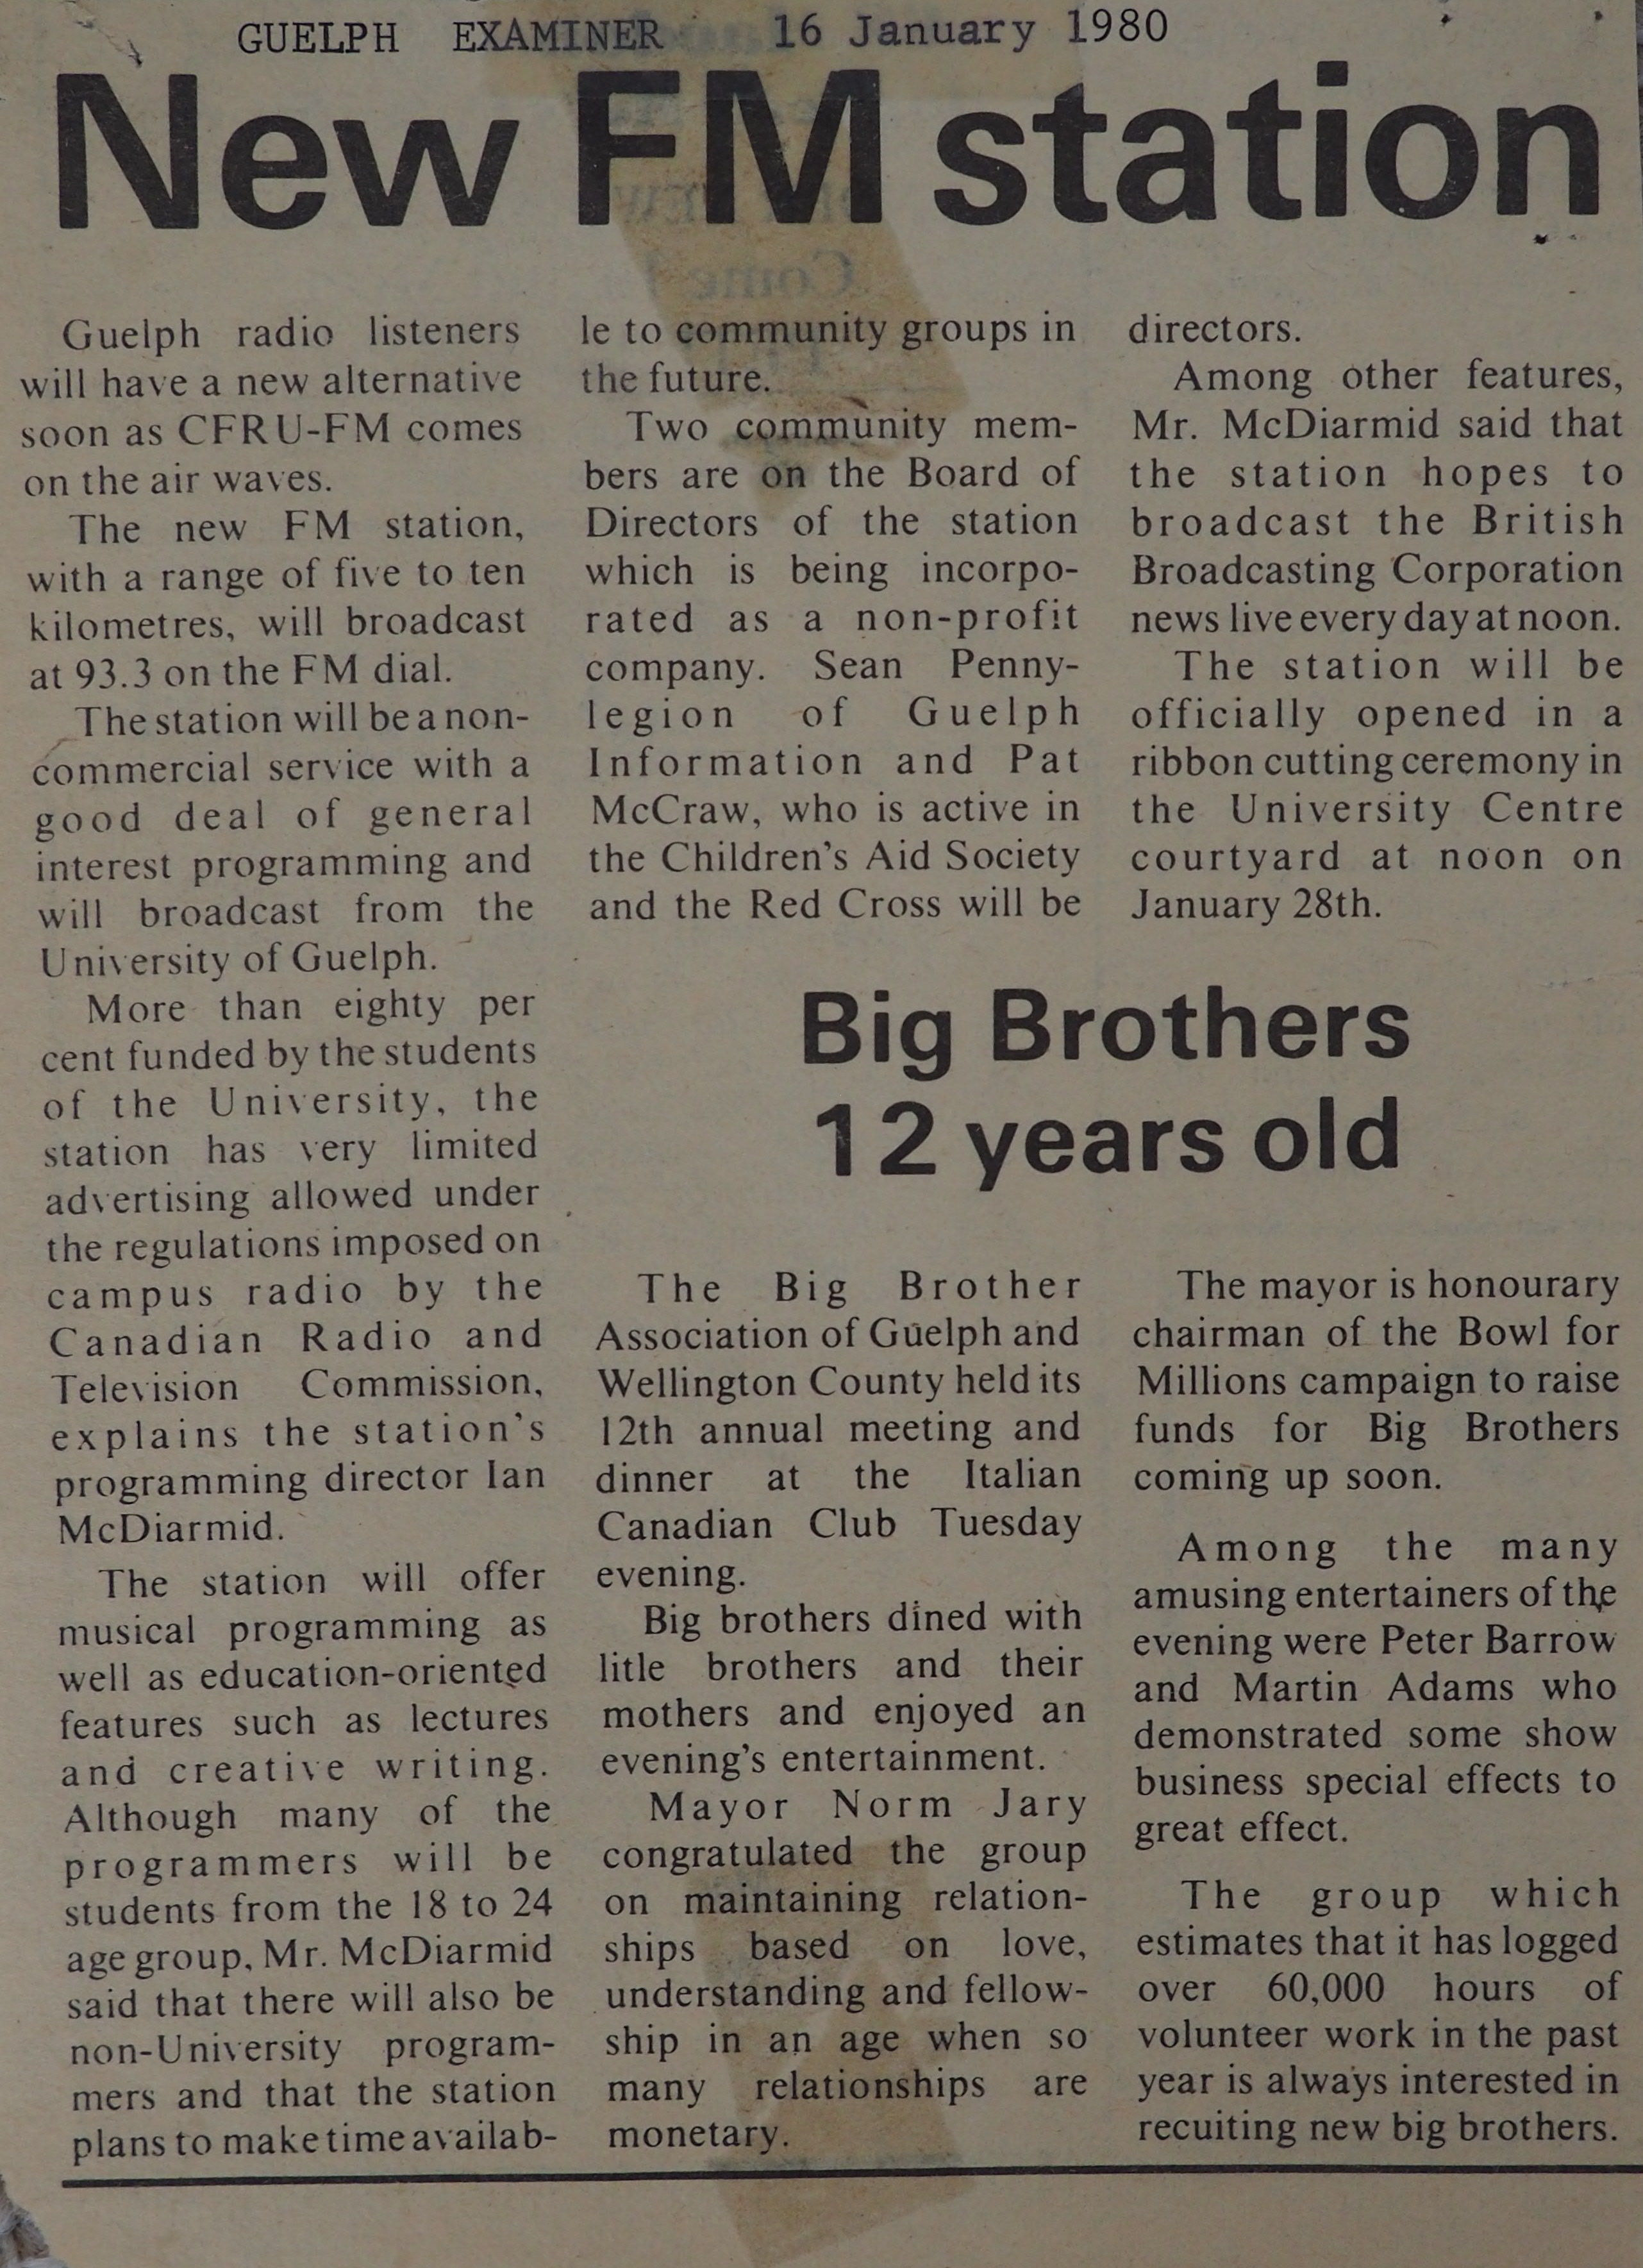 GUELPH EXAMINER 16 January 1980
New FM station
Guelph radio listeners
will have a new alternative
soon as CFRU-FM comes
on the air waves.
The new FM station,
with a range of five to ten
kilometres, will broadcast
at 93.3 on the FM dial.
The station will be a non-
commercial service with a
good deal of general
interest programming and
will broadcast from the
University of Guelph.
More than eighty per
cent funded by the students
of the University, the
station has very limited
advertising allowed under
the regulations imposed on
campus radio by the
Canadian Radio and
Television Commission,
explains the station's
programming director Ian
McDiarmid.
The station will offer
musical programming as
well as education-oriented
features such as lectures
and creative writing.
Although many of the
programmers will be
students from the 18 to 24
age group, Mr. McDiarmid
said that there will also be
non-University program-
mers and that the station
plans to make time availab-
le to community groups in
the future.
Two community mem-
bers are on the Board of
Directors of the station
which is being incorpo-
rated as a non-profit
company. Sean Penny-
legion of Guelph
Information and Pat
McCraw, who is active in
the Children's Aid Society
and the Red Cross will be
directors.
Among other features,
Mr. McDiarmid said that
the station hopes to
broadcast the British
Broadcasting Corporation
news live every day at noon.
The station will be
officially opened in a
ribbon cutting ceremony in
the University Centre
courtyard at noon on
January 28th.
Big Brothers
12 years old
The Big Brother
Association of Guelph and
Wellington County held its
12th annual meeting and
dinner at the Italian
Canadian Club Tuesday
evening.
Big brothers dined with
litle brothers and their
mothers and enjoyed an
evening's entertainment.
Mayor Norm Jary
congratulated the group
on maintaining relation-
ships based on love,
understanding and fellow-
ship in an age when so
many relationships are
monetary.
The mayor is honourary
chairman of the Bowl for
Millions campaign to raise
funds for Big Brothers
coming up soon.
Among the many
amusing entertainers of the
evening were Peter Barrow
and Martin Adams who
demonstrated some show
business special effects to
great effect.
The group which
estimates that it has logged
over 60,000 hours of
volunteer work in the past
year is always interested in
recuiting new big brothers.